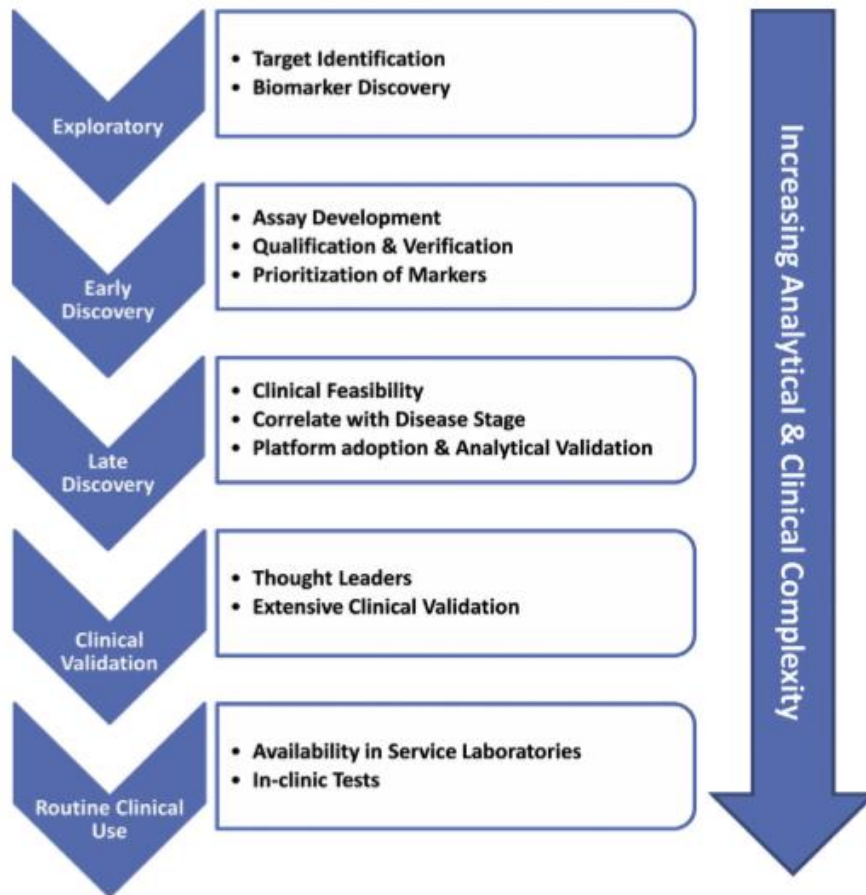 Exploratory
• Target Identification
• Biomarker Discovery
Early
Discovery
• Assay Development
• Qualification & Verification
• Prioritization of Markers
Late
Discovery
• Clinical Feasibility
• Correlate with Disease Stage
• Platform adoption & Analytical Validation
Clinical
Validation
• Thought Leaders
• Extensive Clinical Validation
Routine Clinical
Use
• Availability in Service Laboratories
• In-clinic Tests
Increasing Analytical & Clinical Complexity